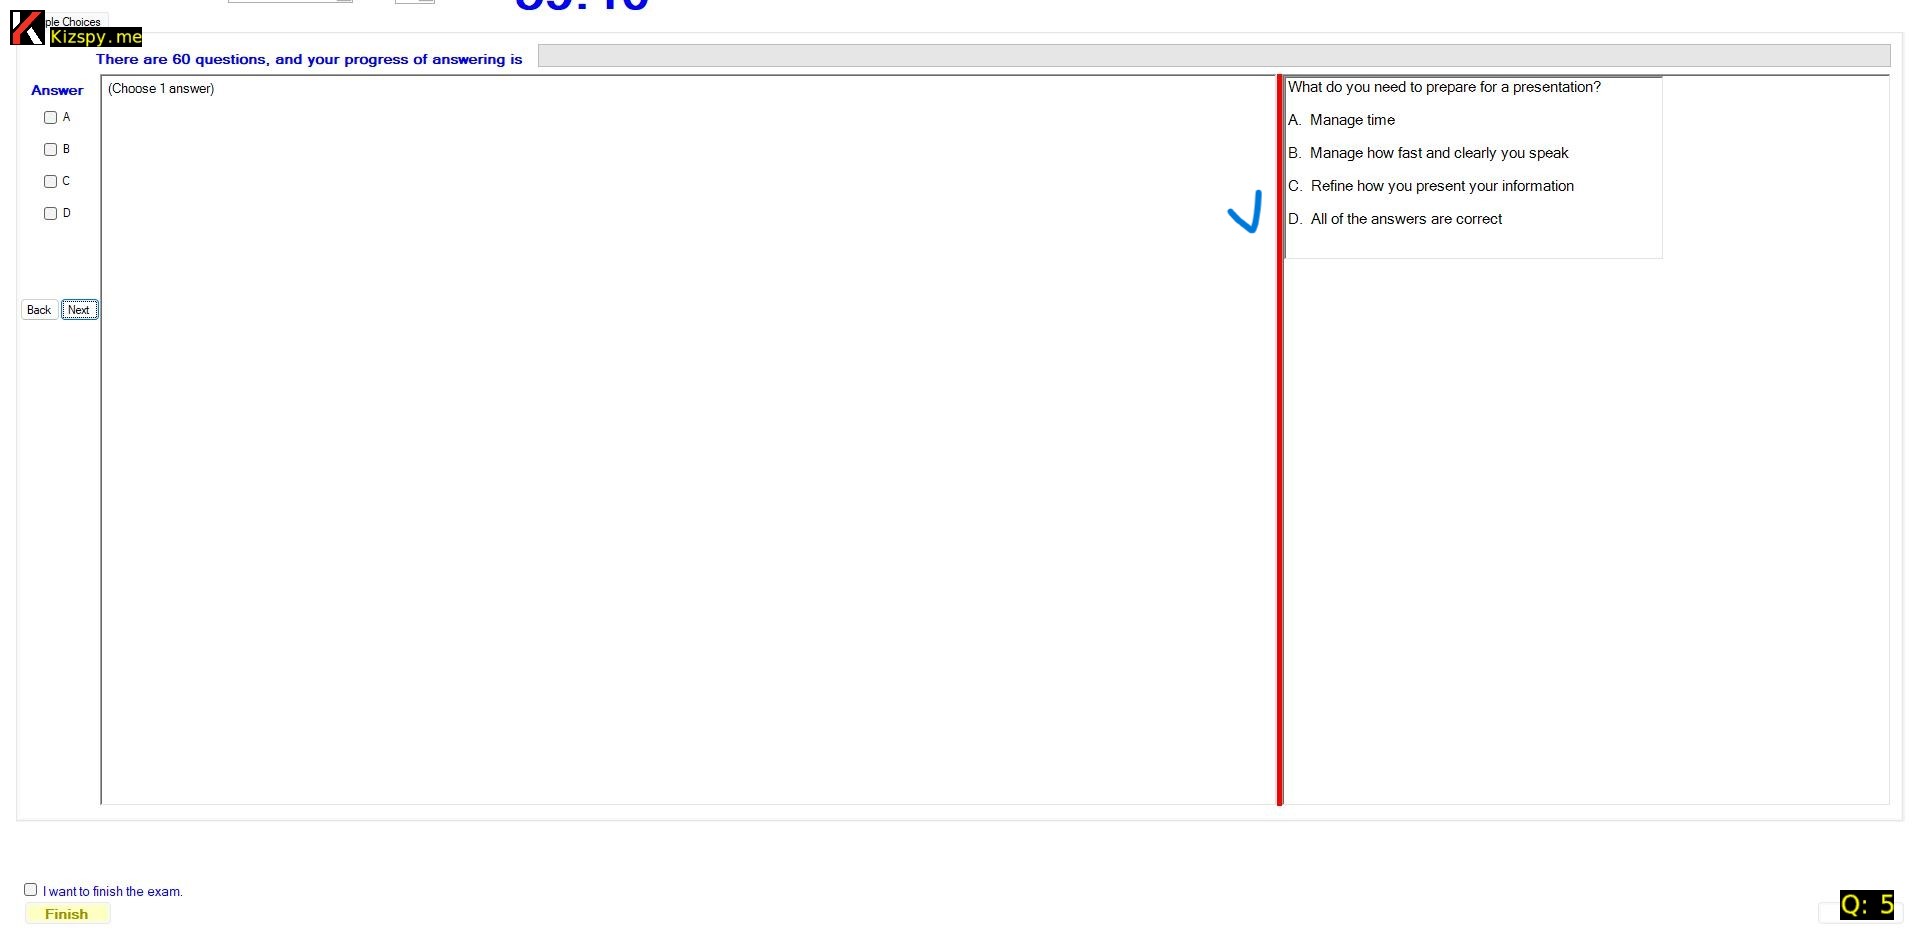 ple Choices
Kizspy.me
There are 60 questions, and your progress of answering is
Answer
(Choose 1 answer)
A
B
C
D
Back Next
What do you need to prepare for a presentation?
A. Manage time
B. Manage how fast and clearly you speak
C. Refine how you present your information
D. All of the answers are correct
I want to finish the exam.
Finish
Q: 5